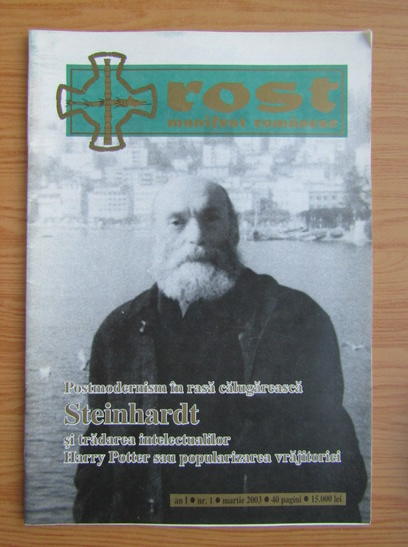 rost
manifest românesc
Postmodernism în rasă călugărească
Steinhardt
și trădarea intelectualilor
Harry Potter sau popularizarea vrăjitoriei
an I • nr. 1 • martie 2003 • 40 pagini • 15.000 lei